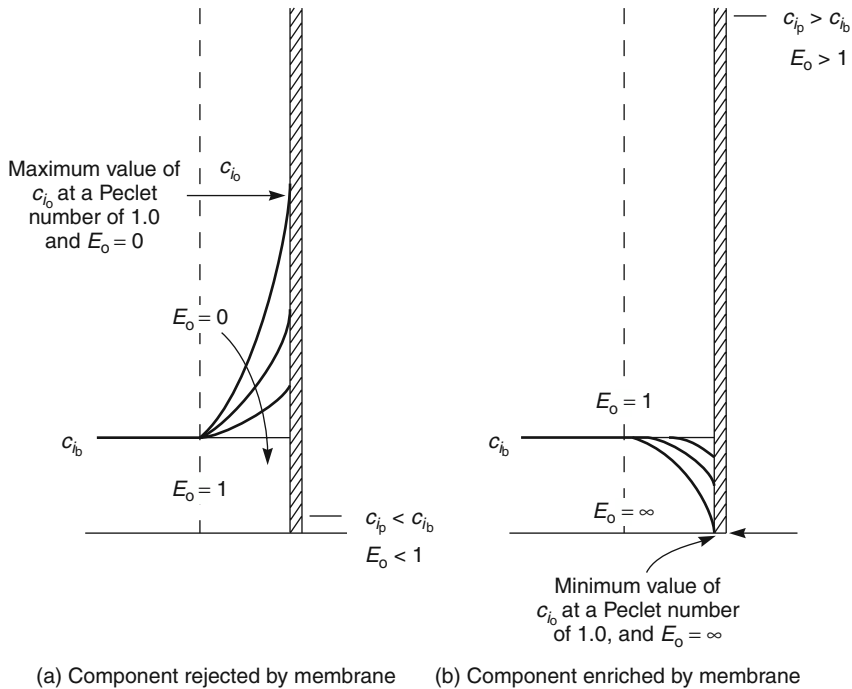 Maximum value of
c_{i_o} at a Peclet
number of 1.0
and E_o = 0
c_{i_o}
E_o = 0
c_{i_b}
E_o = 1
c_{i_p} < c_{i_b}
E_o < 1
(a) Component rejected by membrane
c_{i_p} > c_{i_b}
E_o > 1
E_o = 1
c_{i_b}
E_o = ∞
Minimum value of
c_{i_o} at a Peclet number
of 1.0, and E_o = ∞
(b) Component enriched by membrane